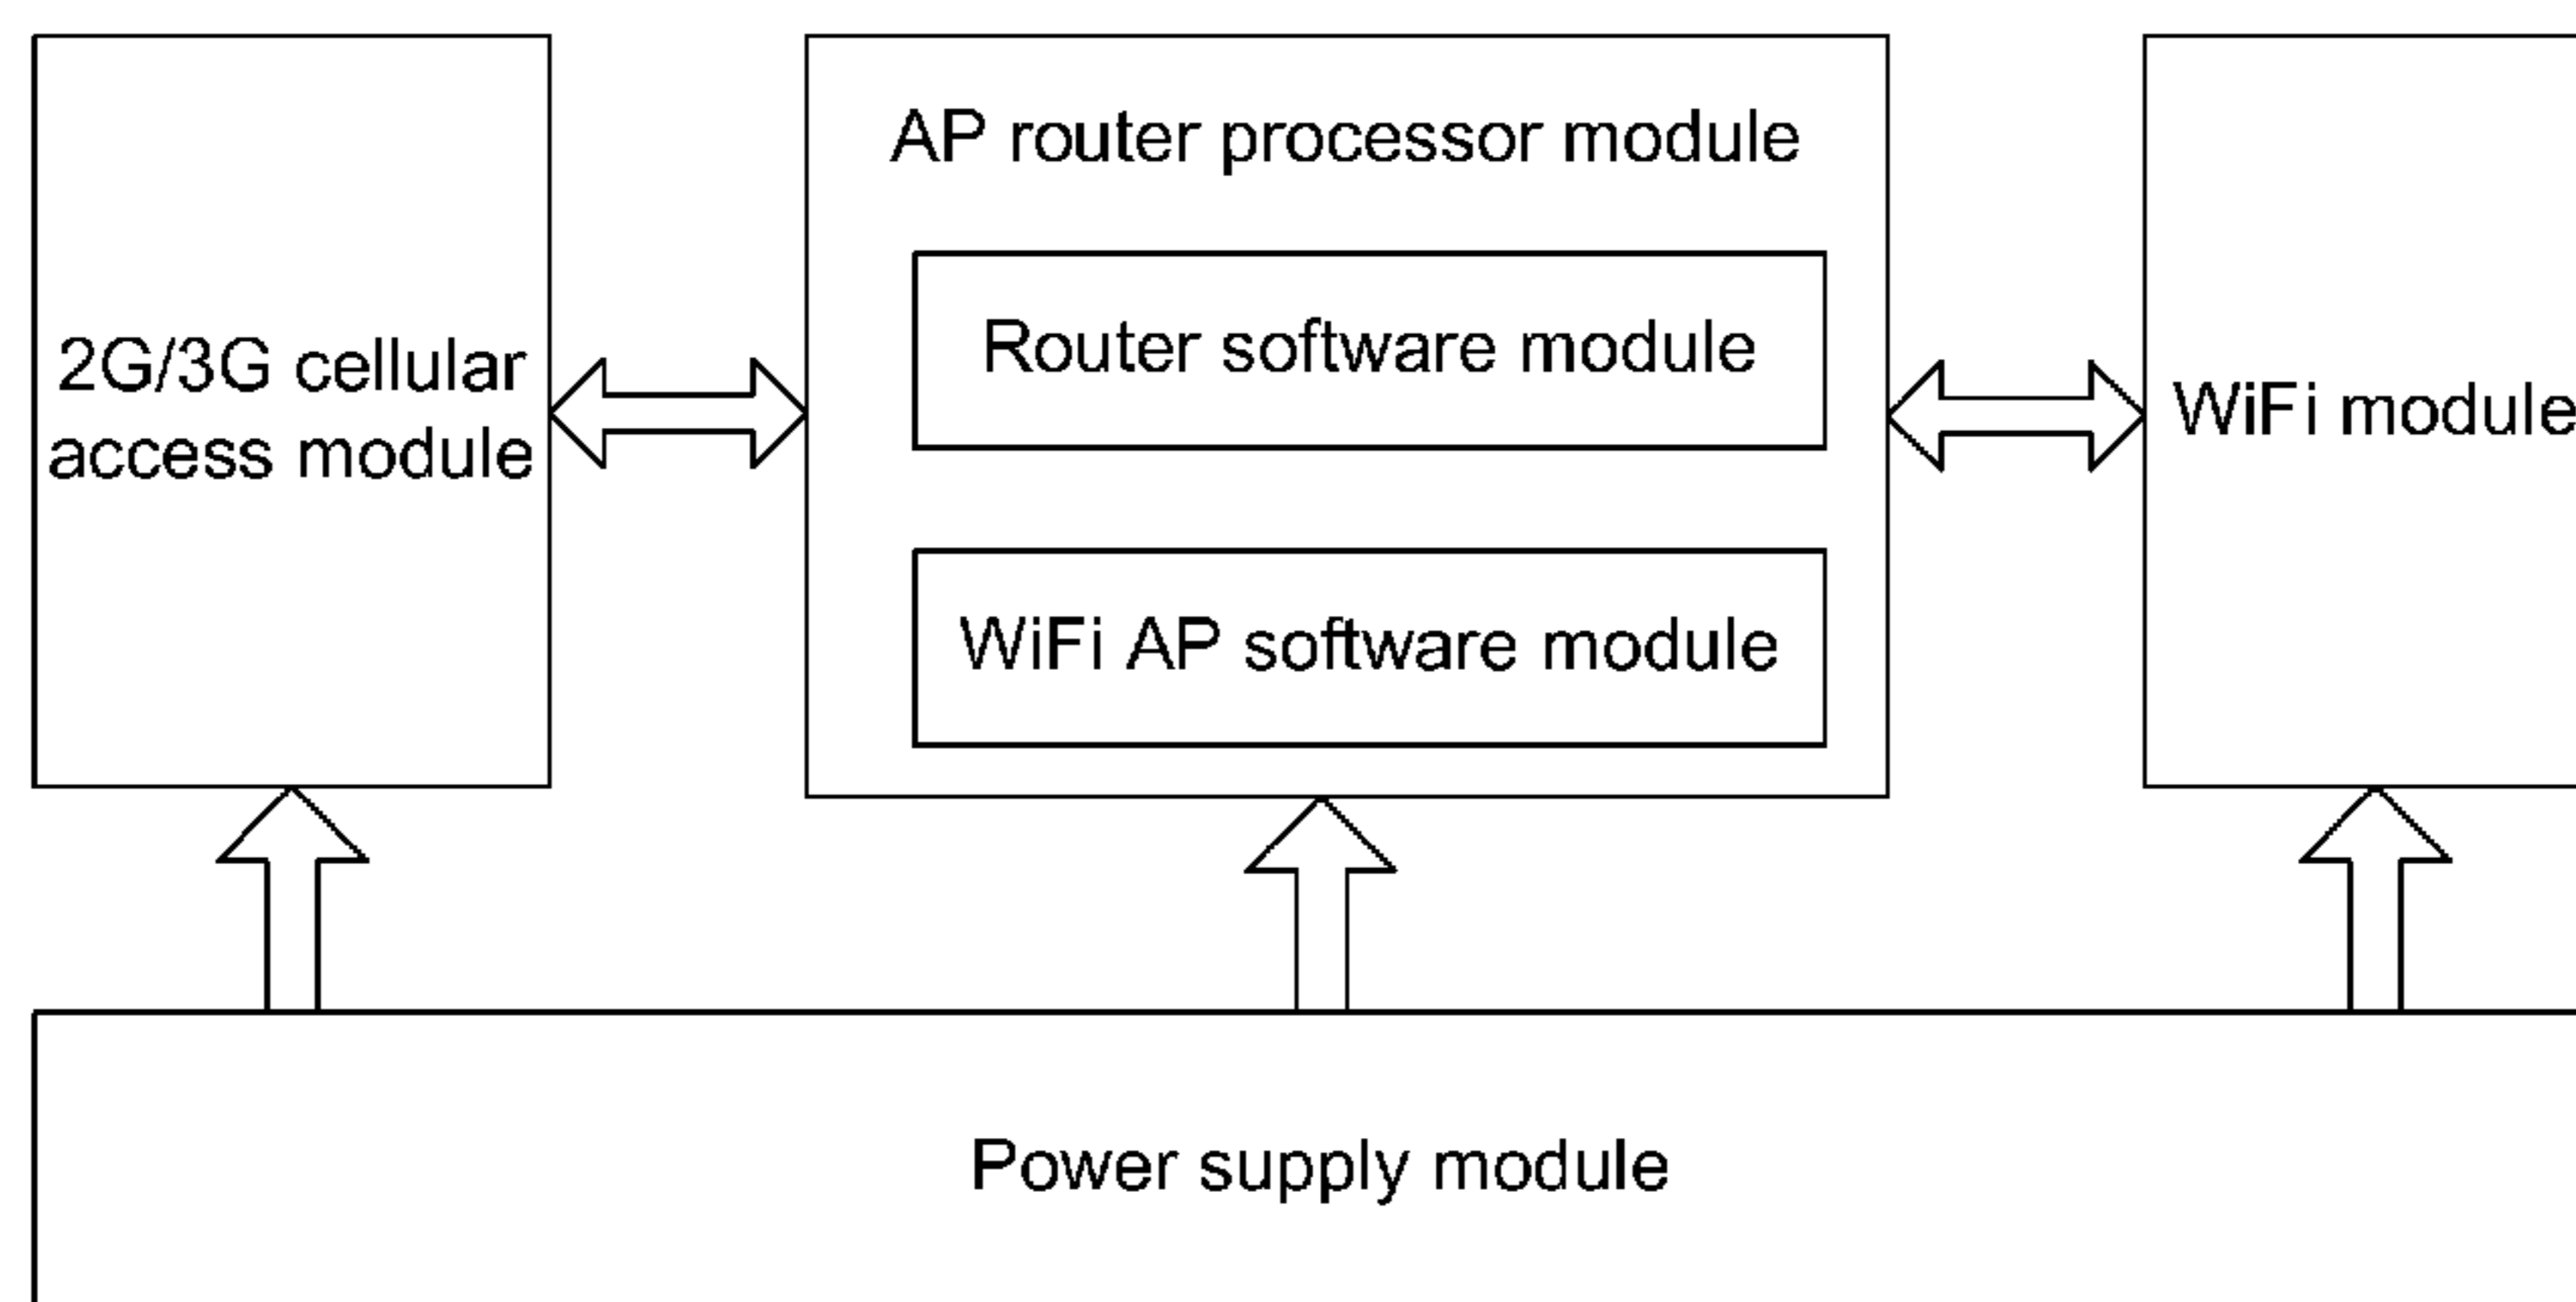 AP router processor module
Router software module
2G/3G cellular
access module
WiFi module
WiFi AP software module
Power supply module